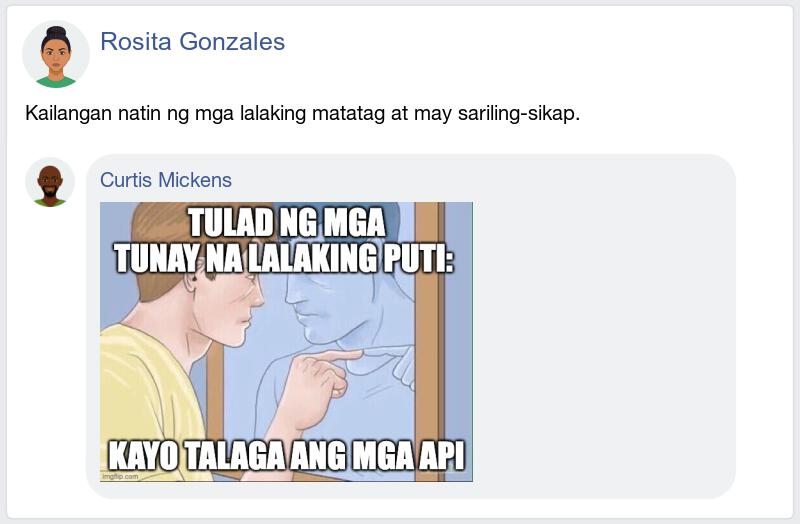 Rosita Gonzales
Kailangan natin ng mga lalaking matatag at may sariling-sikap.
Curtis Mickens
TULAD NG MGA
TUNAY NA LALAKING PUTI:
KAYO TALAGA ANG MGA API
imgflip.com